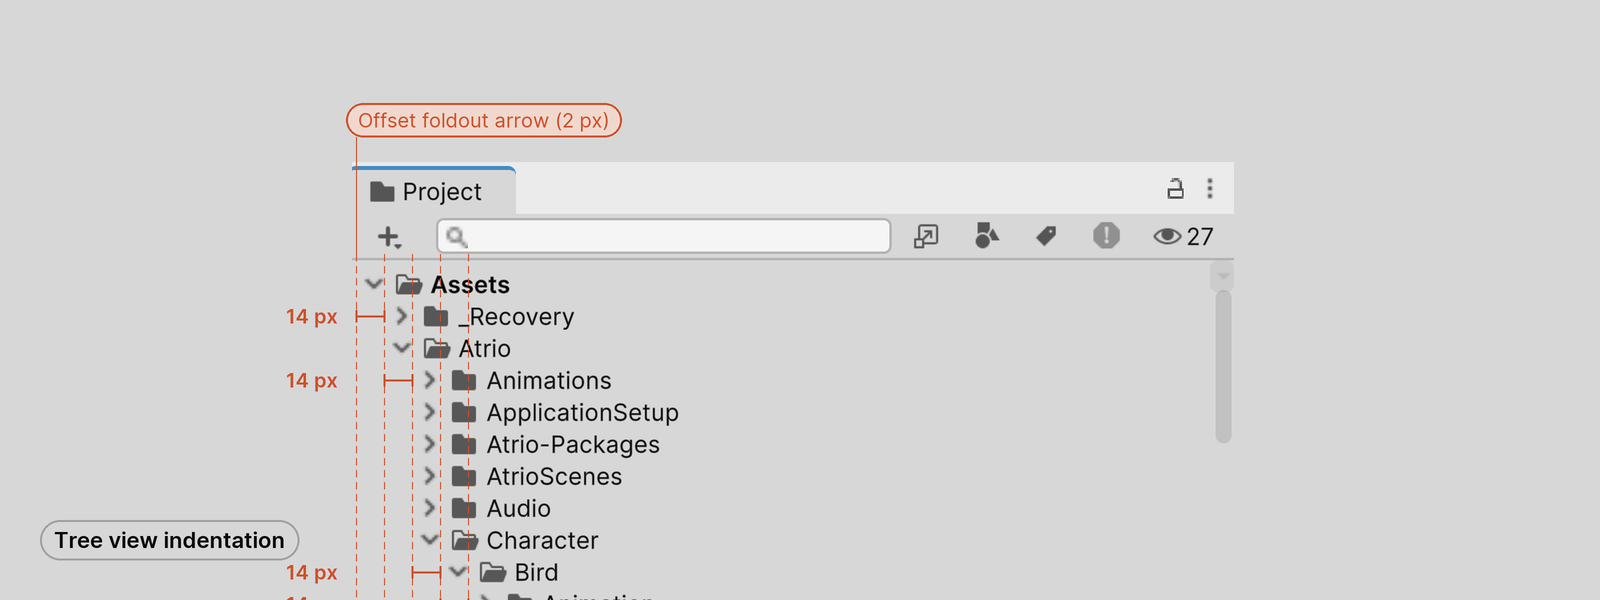 Offset foldout arrow (2 px)
Project
27
Assets
14 px _Recovery
Atrio
14 px Animations
ApplicationSetup
Atrio-Packages
AtrioScenes
Audio
Tree view indentation Character
14 px Bird